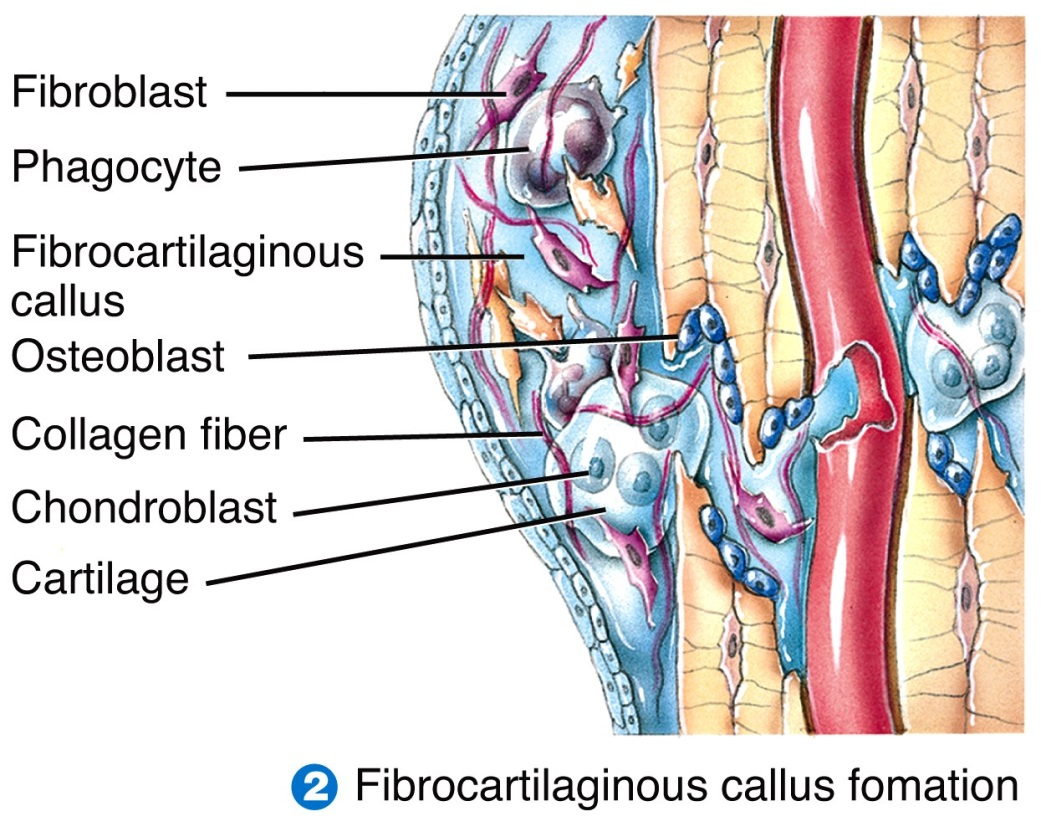 Fibroblast
Phagocyte
Fibrocartilaginous
callus
Osteoblast
Collagen fiber
Chondroblast
Cartilage
2 Fibrocartilaginous callus fomation